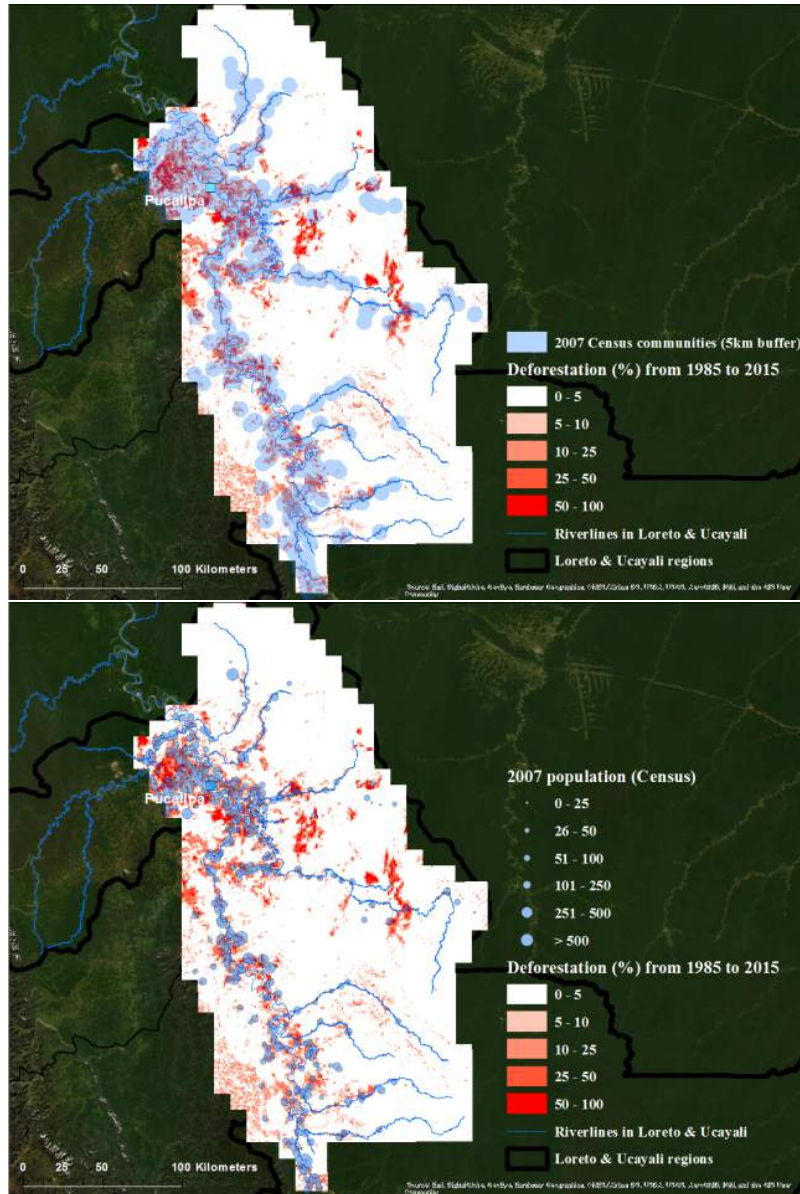 Pucallpa
2007 Census communities (5km buffer)
Deforestation (%) from 1985 to 2015
0 - 5
5 - 10
10 - 25
25 - 50
50 - 100
Riverlines in Loreto & Ucayali
Loreto & Ucayali regions
0 25 50 100 Kilometers
Pucallpa
2007 population (Census)
0 - 25
26 - 50
51 - 100
101 - 250
251 - 500
> 500
Deforestation (%) from 1985 to 2015
0 - 5
5 - 10
10 - 25
25 - 50
50 - 100
Riverlines in Loreto & Ucayali
Loreto & Ucayali regions
0 25 50 100 Kilometers